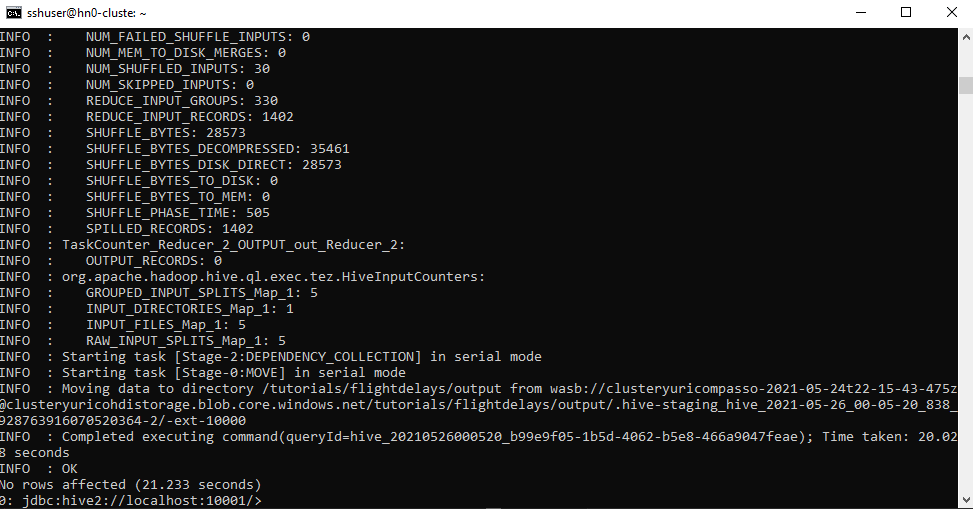 sshuser@hn0-cluste: ~
INFO  :     NUM_FAILED_SHUFFLE_INPUTS: 0
INFO  :     NUM_MEM_TO_DISK_MERGES: 0
INFO  :     NUM_SHUFFLED_INPUTS: 30
INFO  :     NUM_SKIPPED_INPUTS: 0
INFO  :     REDUCE_INPUT_GROUPS: 330
INFO  :     REDUCE_INPUT_RECORDS: 1402
INFO  :     SHUFFLE_BYTES: 28573
INFO  :     SHUFFLE_BYTES_DECOMPRESSED: 35461
INFO  :     SHUFFLE_BYTES_DISK_DIRECT: 28573
INFO  :     SHUFFLE_BYTES_TO_DISK: 0
INFO  :     SHUFFLE_BYTES_TO_MEM: 0
INFO  :     SHUFFLE_PHASE_TIME: 505
INFO  :     SPILLED_RECORDS: 1402
INFO  : TaskCounter_Reducer_2_OUTPUT_out_Reducer_2:
INFO  :     OUTPUT_RECORDS: 0
INFO  : org.apache.hadoop.hive.ql.exec.tez.HiveInputCounters:
INFO  :     GROUPED_INPUT_SPLITS_Map_1: 5
INFO  :     INPUT_DIRECTORIES_Map_1: 1
INFO  :     INPUT_FILES_Map_1: 5
INFO  :     RAW_INPUT_SPLITS_Map_1: 5
INFO  : Starting task [Stage-2:DEPENDENCY_COLLECTION] in serial mode
INFO  : Starting task [Stage-0:MOVE] in serial mode
INFO  : Moving data to directory /tutorials/flightdelays/output from wasb://clusteryuricompasso-2021-05-24t22-15-43-475z
@clusteryuricohdistorage.blob.core.windows.net/tutorials/flightdelays/output/.hive-staging_hive_2021-05-26_00-05-20_838_
928763916070520364-2/-ext-10000
INFO  : Completed executing command(queryId=hive_20210526000520_b99e9f05-1b5d-4062-b5e8-466a9047feae); Time taken: 20.02
8 seconds
INFO  : OK
No rows affected (21.233 seconds)
0: jdbc:hive2://localhost:10001/>